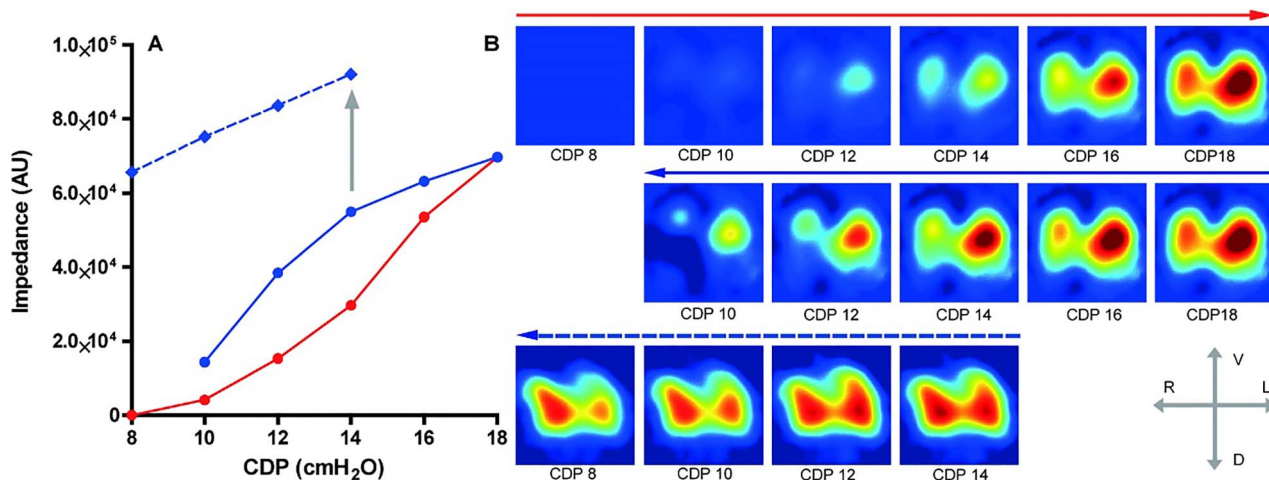 A
B
Impedance (AU)
1.0×10⁵
8.0×10⁴
6.0×10⁴
4.0×10⁴
2.0×10⁴
0
8 10 12 14 16 18
CDP (cmH₂O)
CDP 8 CDP 10 CDP 12 CDP 14 CDP 16 CDP18
CDP 10 CDP 12 CDP 14 CDP 16 CDP18
CDP 8 CDP 10 CDP 12 CDP 14
V
R L
D